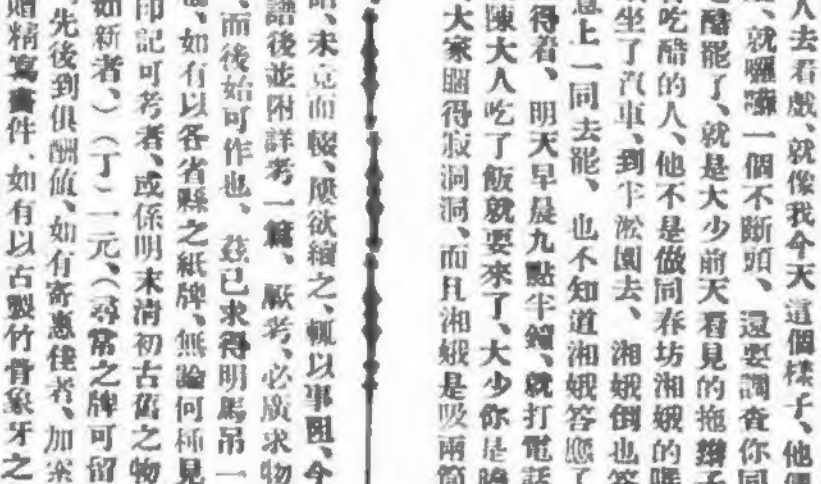 人去看戲、就像我今天這個樣子、他
、就囉囌一個不斷頭、還要調查你同
醋罷了、就是大少前天看見的拖辮子
吃醋的人、他不是做同春坊湘娥的
坐了汽車、到半淞園去、湘娥倒也答
意上一同去罷、也不知道湘娥答應了
得着、明天早晨九點半鐘、就打電話
陳大人吃了飯就要來了、大少你是
大家鬧得寂洞洞、而且湘娥是吸兩筒
未竟而輟、屢欲續之、輒以事阻、今
譜後並附詳考一篇、厥考、必廣求物
、而後始可作也、茲已求得明馬吊一
、如有以各省縣之紙牌、無論何種見
印記可考者、或係明末清初古舊之物
如新者、)(丁)一元、(尋常之牌可留
先後到俱酬值、如有寄惠佳者、加
贈精寫書件、如有以古製竹骨象牙之